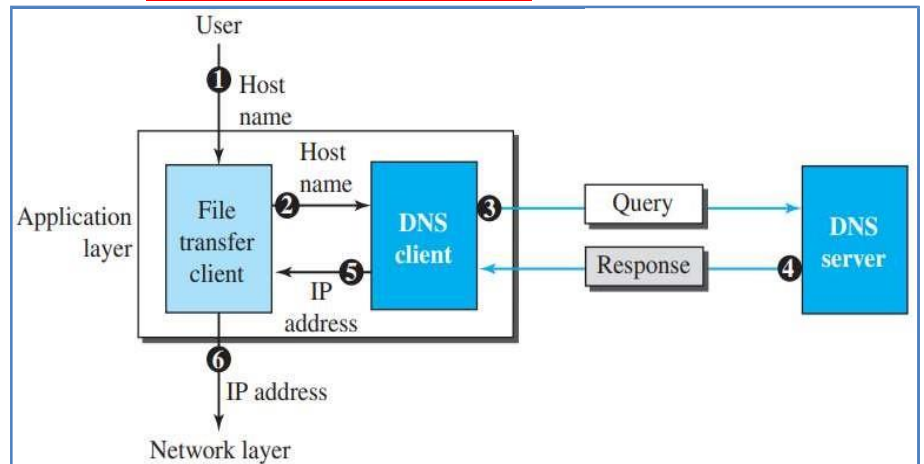 User
1
Host
name
Host
name
2
3
Query
Application
layer
File
transfer
client
DNS
client
DNS
server
5
Response
4
IP
address
6
IP address
Network layer